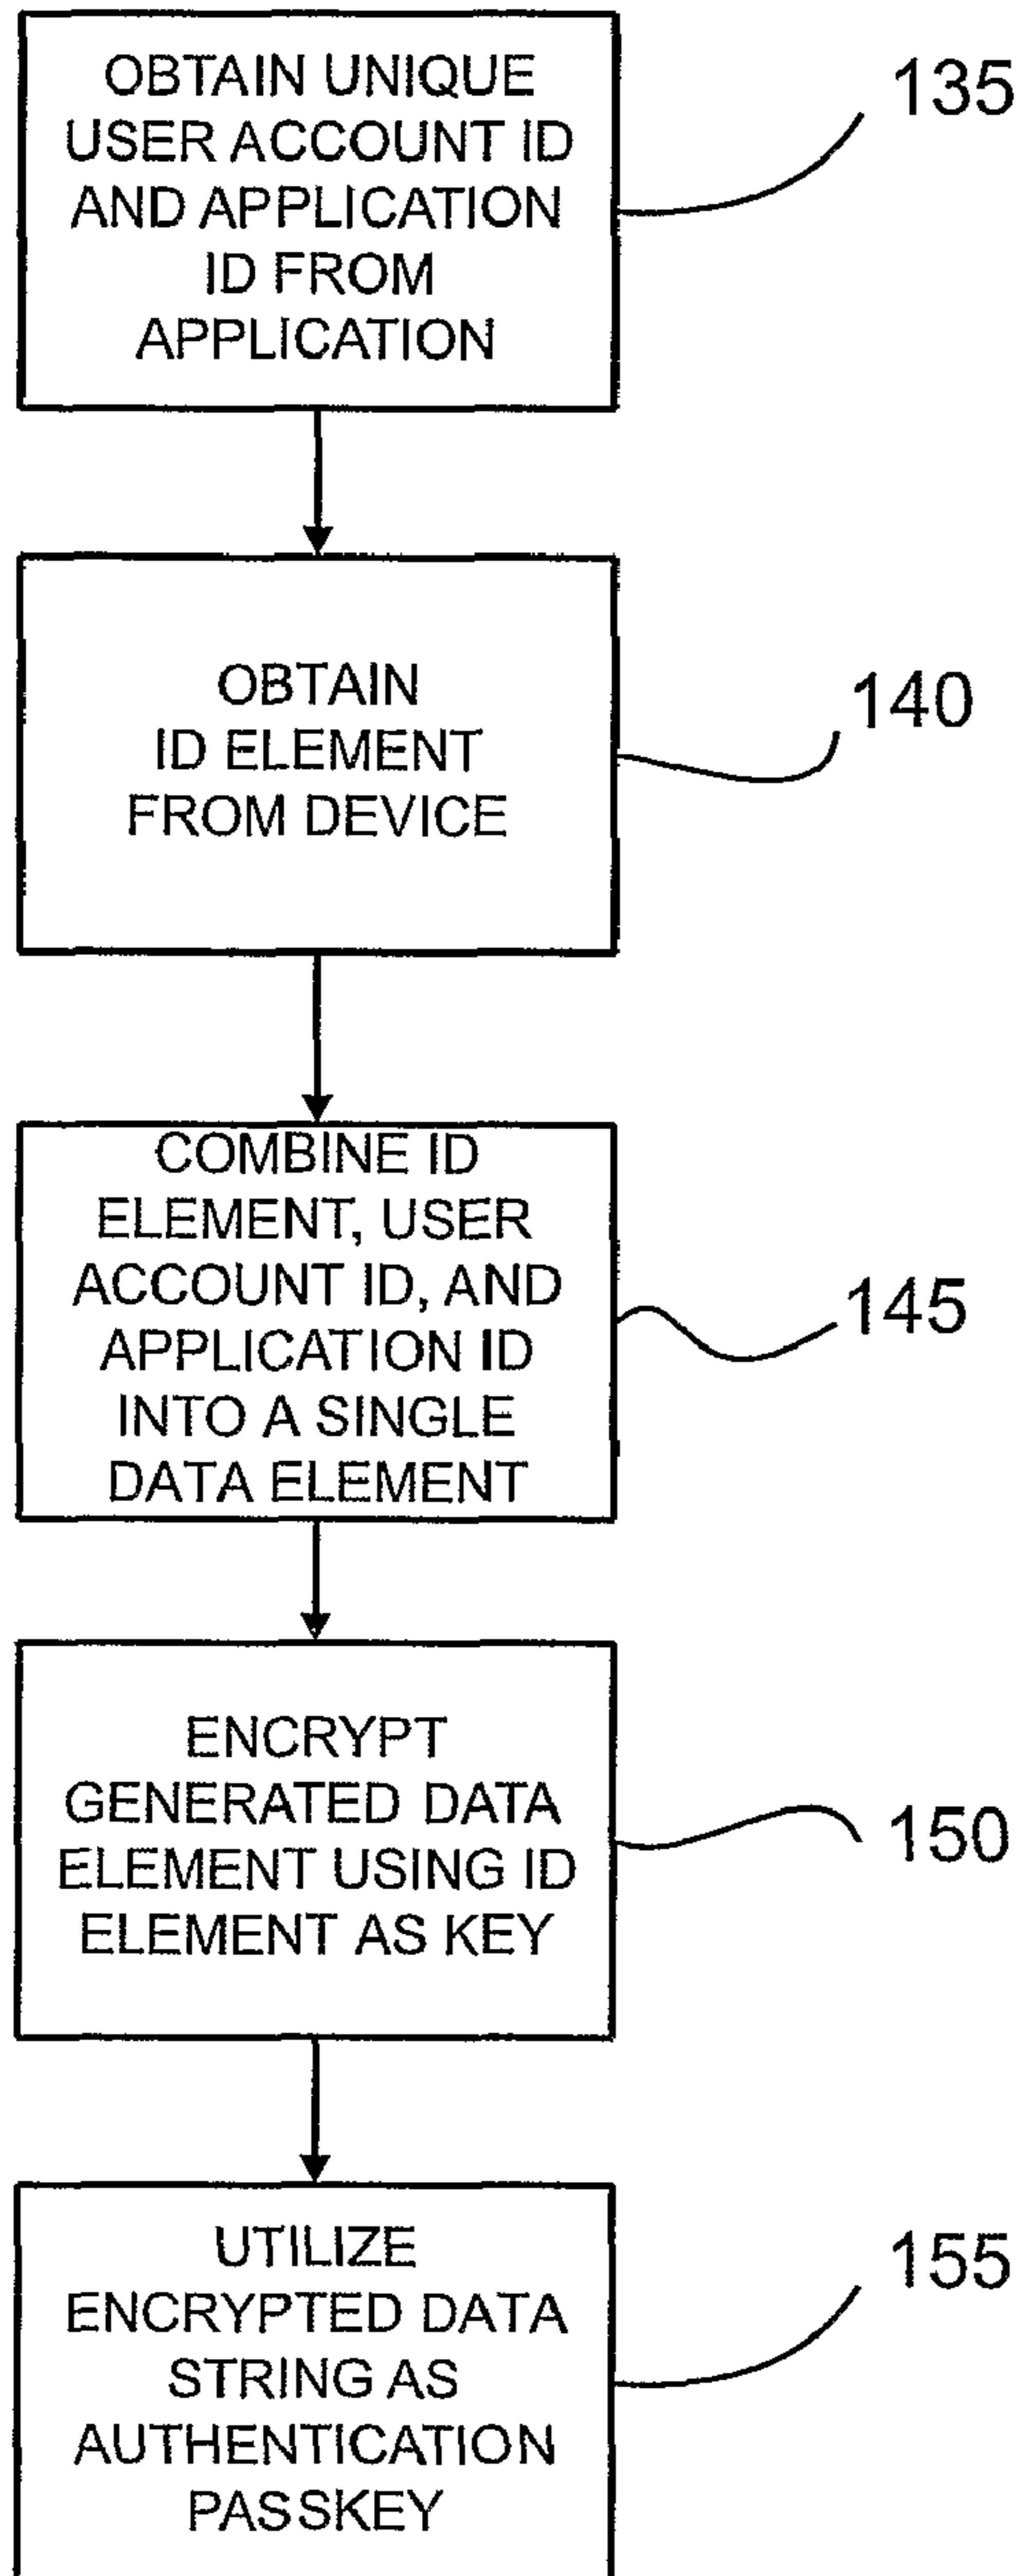 OBTAIN UNIQUE
USER ACCOUNT ID
AND APPLICATION
ID FROM
APPLICATION
135
OBTAIN
ID ELEMENT
FROM DEVICE
140
COMBINE ID
ELEMENT, USER
ACCOUNT ID, AND
APPLICATION ID
INTO A SINGLE
DATA ELEMENT
145
ENCRYPT
GENERATED DATA
ELEMENT USING ID
ELEMENT AS KEY
150
UTILIZE
ENCRYPTED DATA
STRING AS
AUTHENTICATION
PASSKEY
155